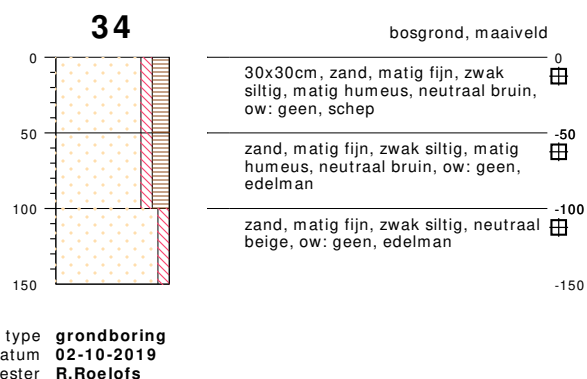 34
bosgrond, maaiveld
0
0
30x30cm, zand, matig fijn, zwak
siltig, matig humeus, neutraal bruin,
ow: geen, schep
50
-50
zand, matig fijn, zwak siltig, matig
humeus, neutraal bruin, ow: geen,
edelman
100
-100
zand, matig fijn, zwak siltig, neutraal
beige, ow: geen, edelman
150
-150
type grondboring
atum 02-10-2019
ester R.Roelofs